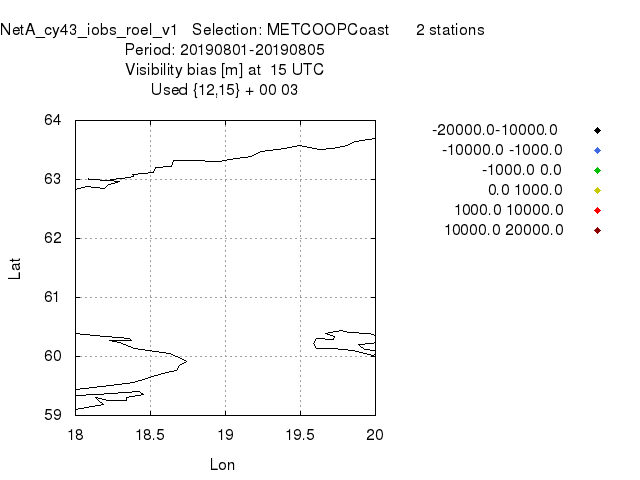 NetA_cy43_iobs_roel_v1 Selection: METCOOPCoast 2 stations
Period: 20190801-20190805
Visibility bias [m] at 15 UTC
Used {12,15} + 00 03
-20000.0-10000.0
-10000.0 -1000.0
-1000.0 0.0
0.0 1000.0
1000.0 10000.0
10000.0 20000.0
64
63
62
61
60
59
Lat
18 18.5 19 19.5 20
Lon